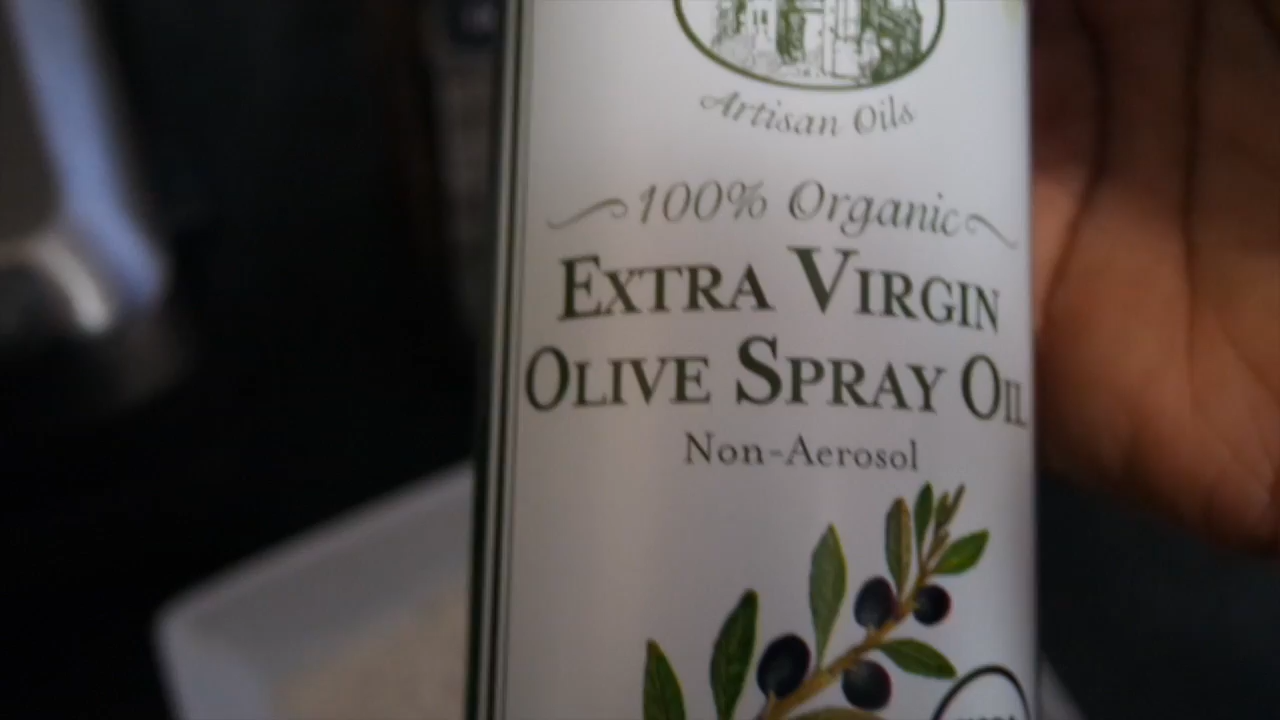 Artisan Oils
100% Organic
EXTRA VIRGIN
OLIVE SPRAY OIL
Non-Aerosol